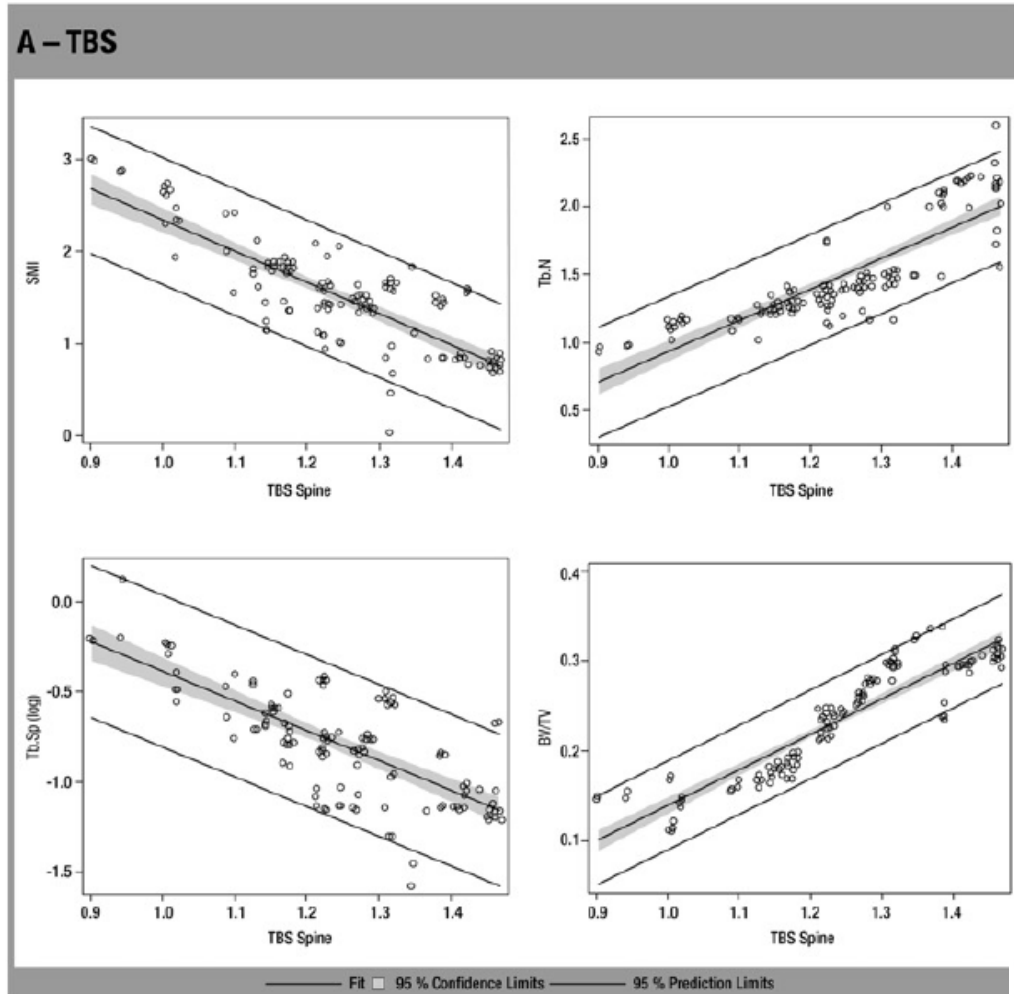 A – TBS
SMI
3
2
1
0
0.9 1.0 1.1 1.2 1.3 1.4
TBS Spine
Tb.N
2.5
2.0
1.5
1.0
0.5
0.9 1.0 1.1 1.2 1.3 1.4
TBS Spine
Tb.Sp (log)
0.0
-0.5
-1.0
-1.5
0.9 1.0 1.1 1.2 1.3 1.4
TBS Spine
BV/TV
0.4
0.3
0.2
0.1
0.9 1.0 1.1 1.2 1.3 1.4
TBS Spine
Fit 95 % Confidence Limits 95 % Prediction Limits